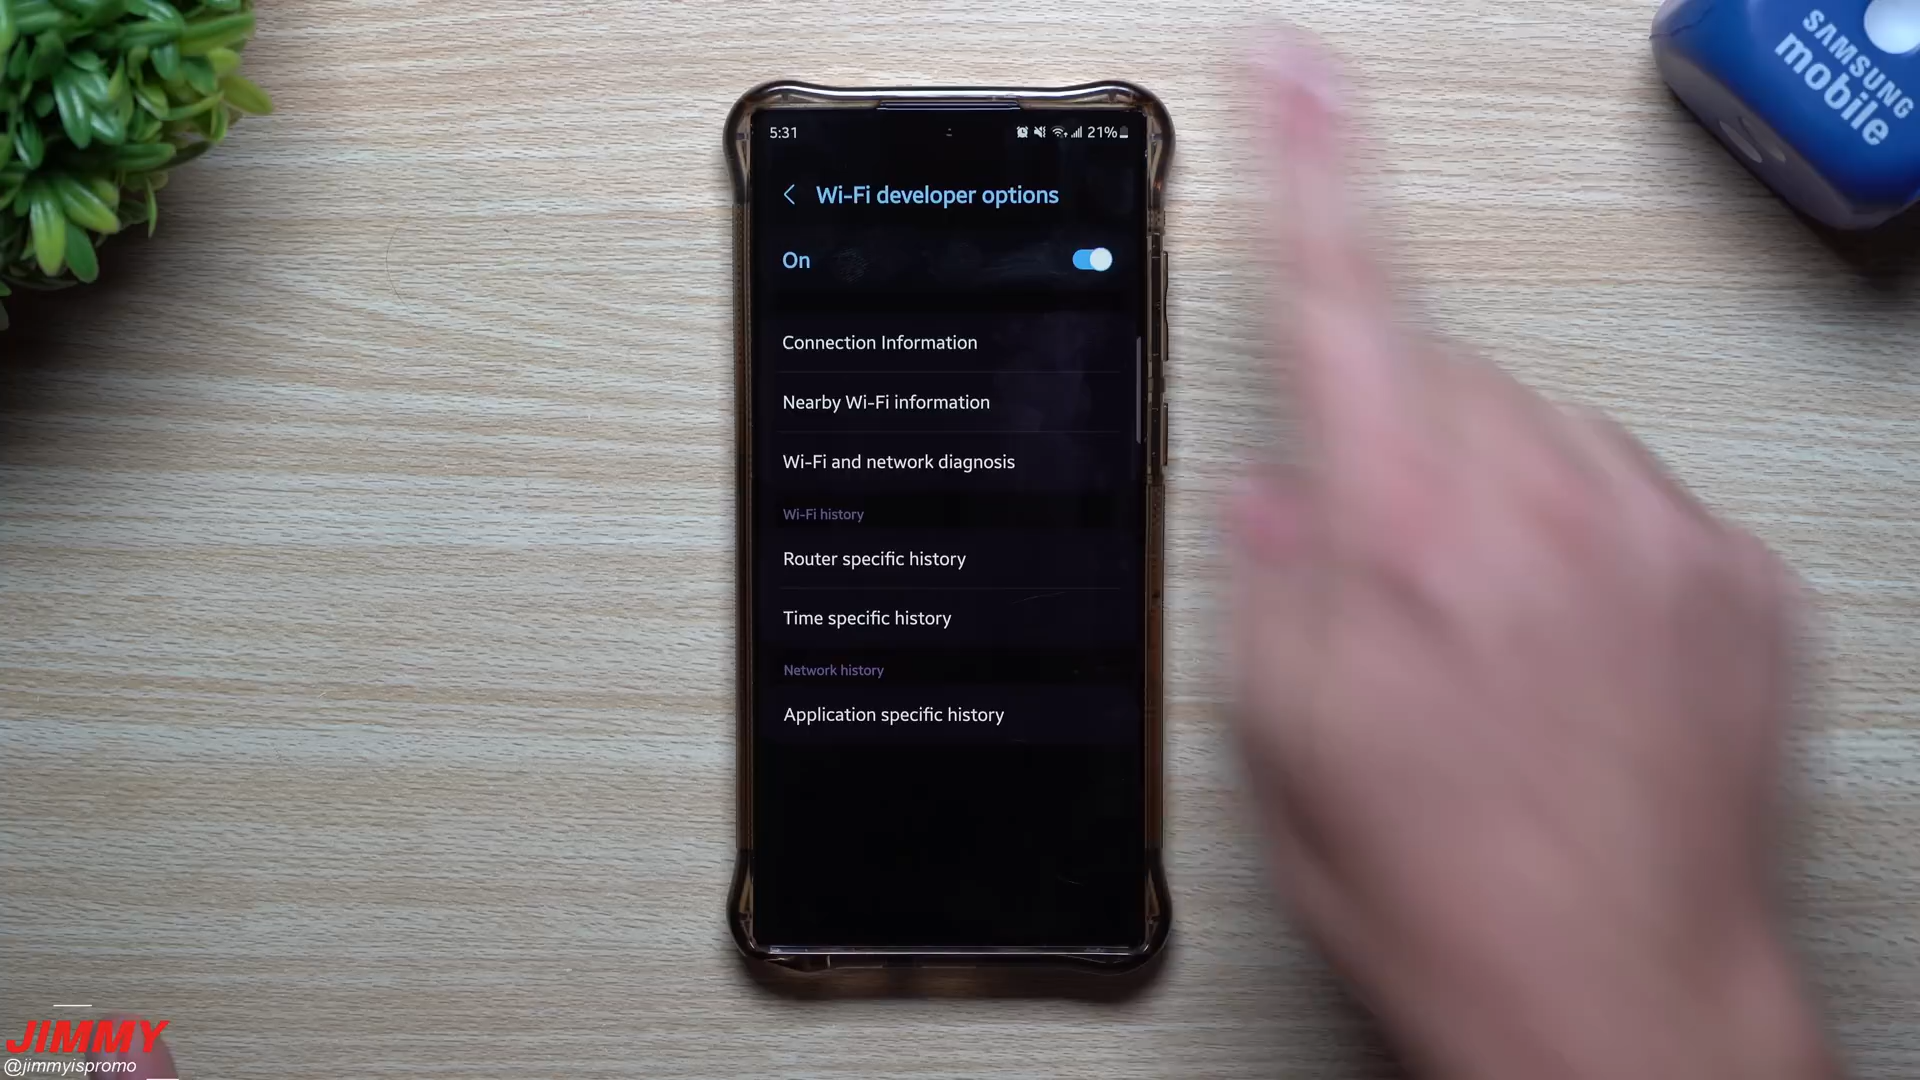 SAMSUNG
mobile
5:31
21%
Wi-Fi developer options
On
Connection Information
Nearby Wi-Fi information
Wi-Fi and network diagnosis
Wi-Fi history
Router specific history
Time specific history
Network history
Application specific history
JIMMY
@jimmyispromo